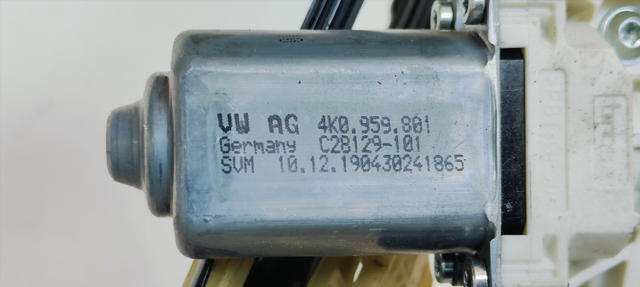 VW AG 4K0.959.801
Germany C28129-101
SVM 10.12.190430241865